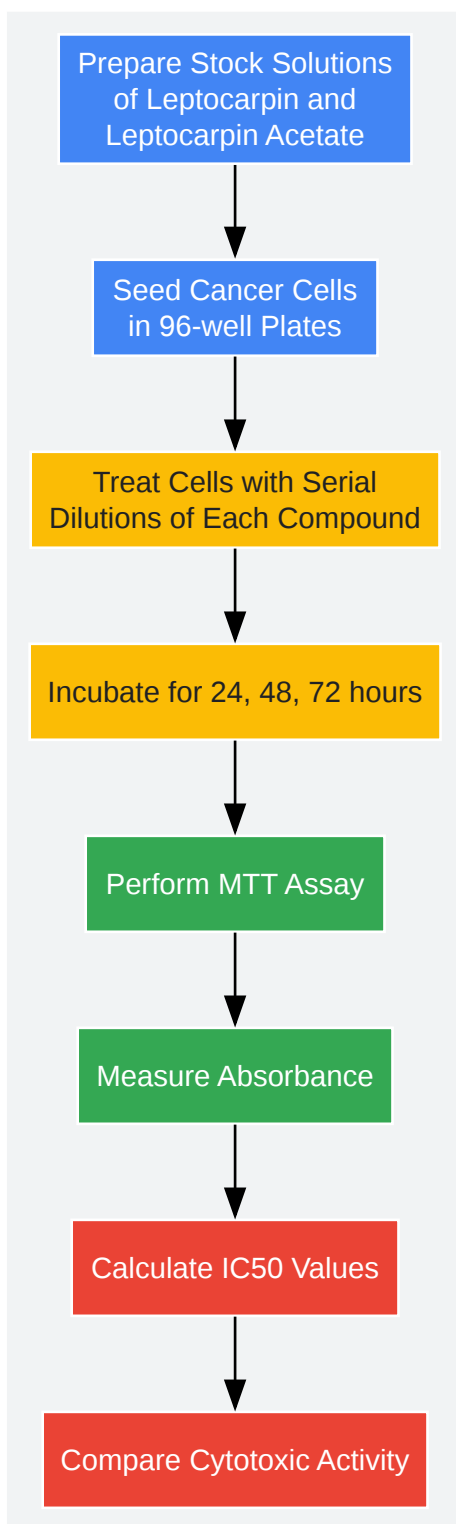 Prepare Stock Solutions
of Leptocarpin and
Leptocarpin Acetate
Seed Cancer Cells
in 96-well Plates
Treat Cells with Serial
Dilutions of Each Compound
Incubate for 24, 48, 72 hours
Perform MTT Assay
Measure Absorbance
Calculate IC50 Values
Compare Cytotoxic Activity